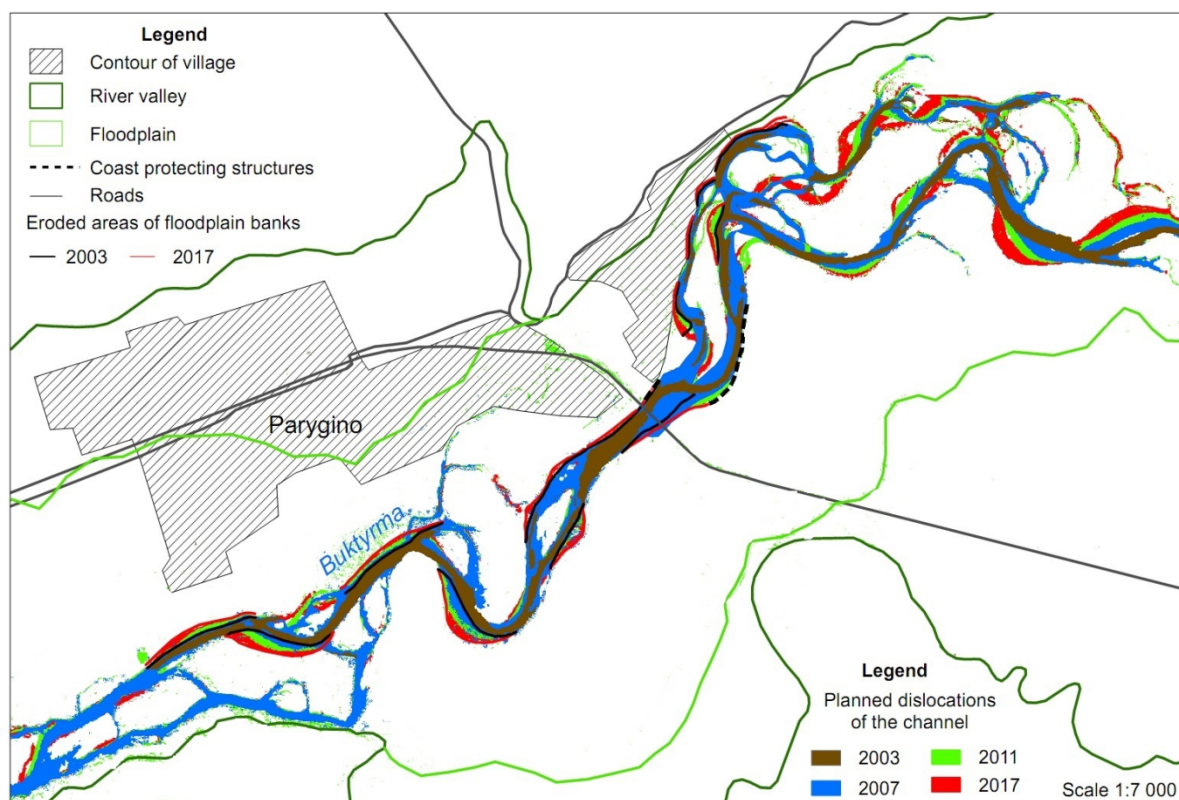 Legend
Contour of village
River valley
Floodplain
Coast protecting structures
Roads
Eroded areas of floodplain banks
2003 2017
Parygino
Buktyrma
Legend
Planned dislocations
of the channel
2003 2011
2007 2017
Scale 1:7 000